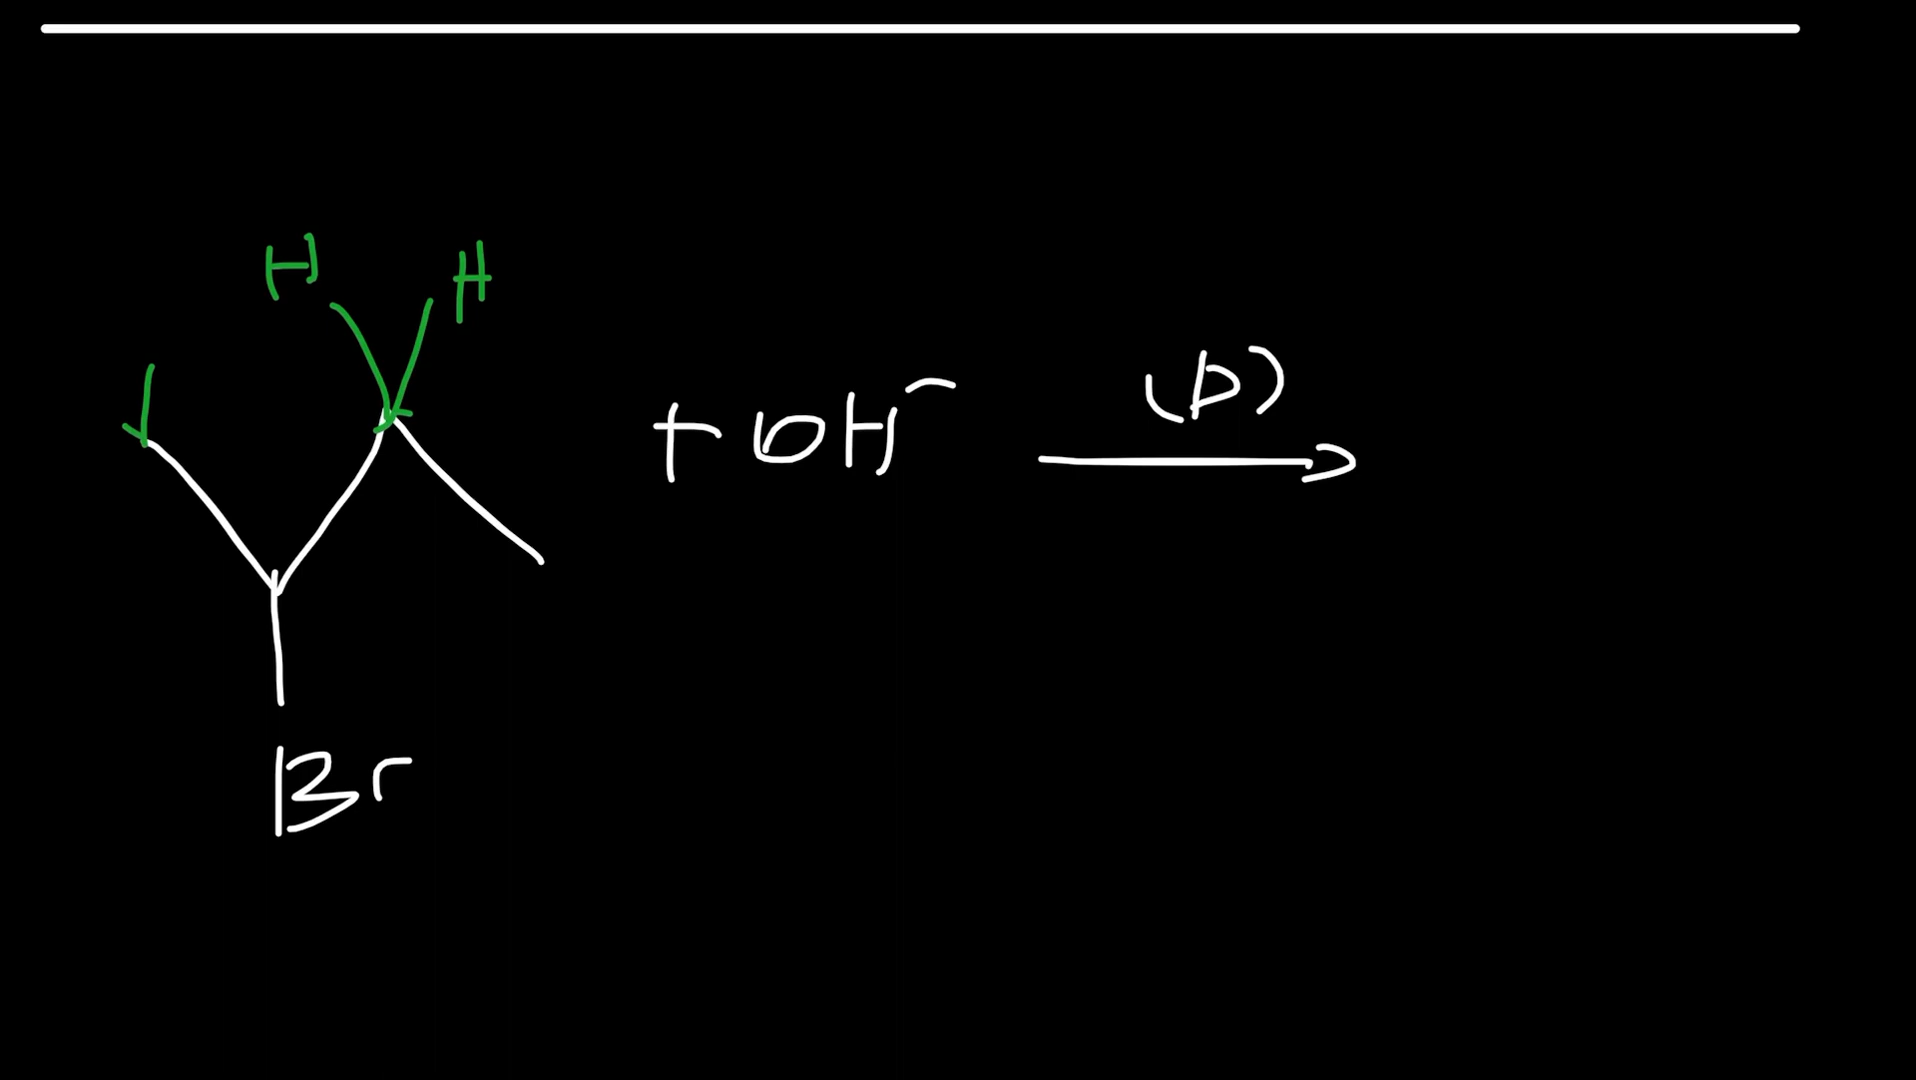 H H
+ OH⁻ (D)
Br